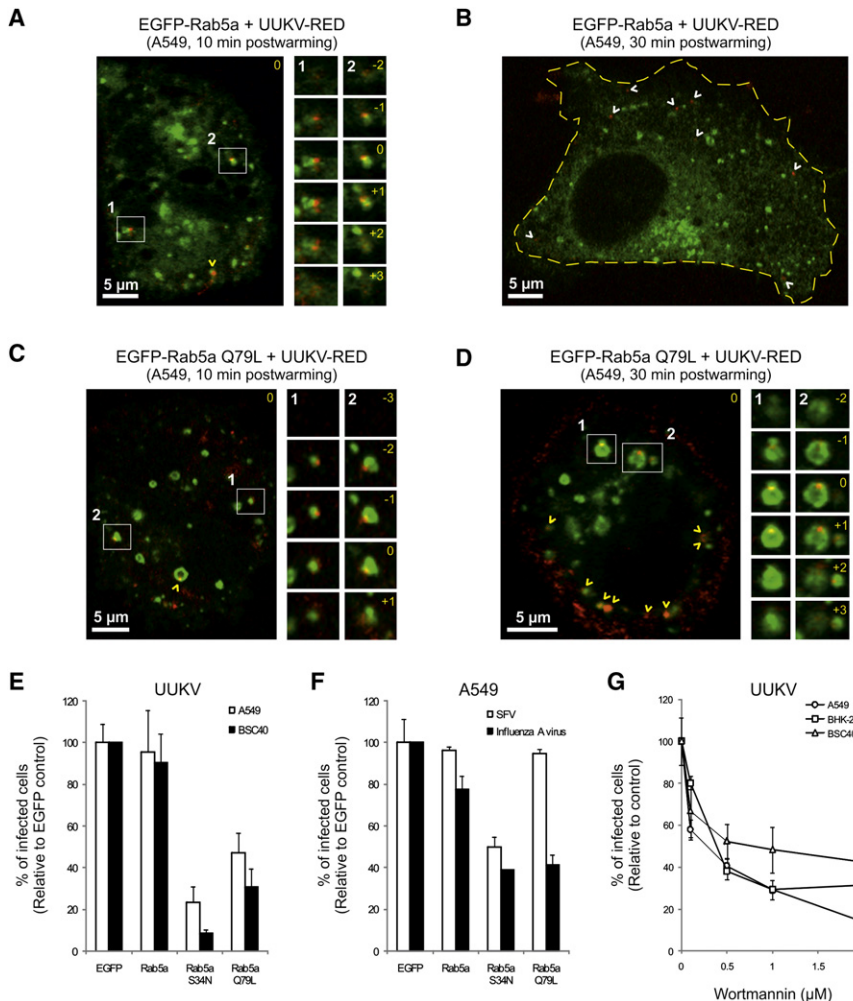 A
EGFP-Rab5a + UUKV-RED
(A549, 10 min postwarming)
0
1
2
-2
-1
0
+1
+2
+3
2
1
5 µm
B
EGFP-Rab5a + UUKV-RED
(A549, 30 min postwarming)
5 µm
C
EGFP-Rab5a Q79L + UUKV-RED
(A549, 10 min postwarming)
0
1
2
-3
-2
-1
0
+1
1
2
5 µm
D
EGFP-Rab5a Q79L + UUKV-RED
(A549, 30 min postwarming)
0
1
2
-2
-1
0
+1
+2
+3
1
2
5 µm
E
UUKV
% of infected cells
(Relative to EGFP control)
120
100
80
60
40
20
0
A549
BSC40
EGFP
Rab5a
Rab5a S34N
Rab5a Q79L
F
A549
% of infected cells
(Relative to EGFP control)
120
100
80
60
40
20
0
SFV
Influenza A virus
EGFP
Rab5a
Rab5a S34N
Rab5a Q79L
G
UUKV
% of infected cells
(Relative to control)
120
100
80
60
40
20
0
A549
BHK-2
BSC40
0
0.5
1
1.5
Wortmannin (µM)